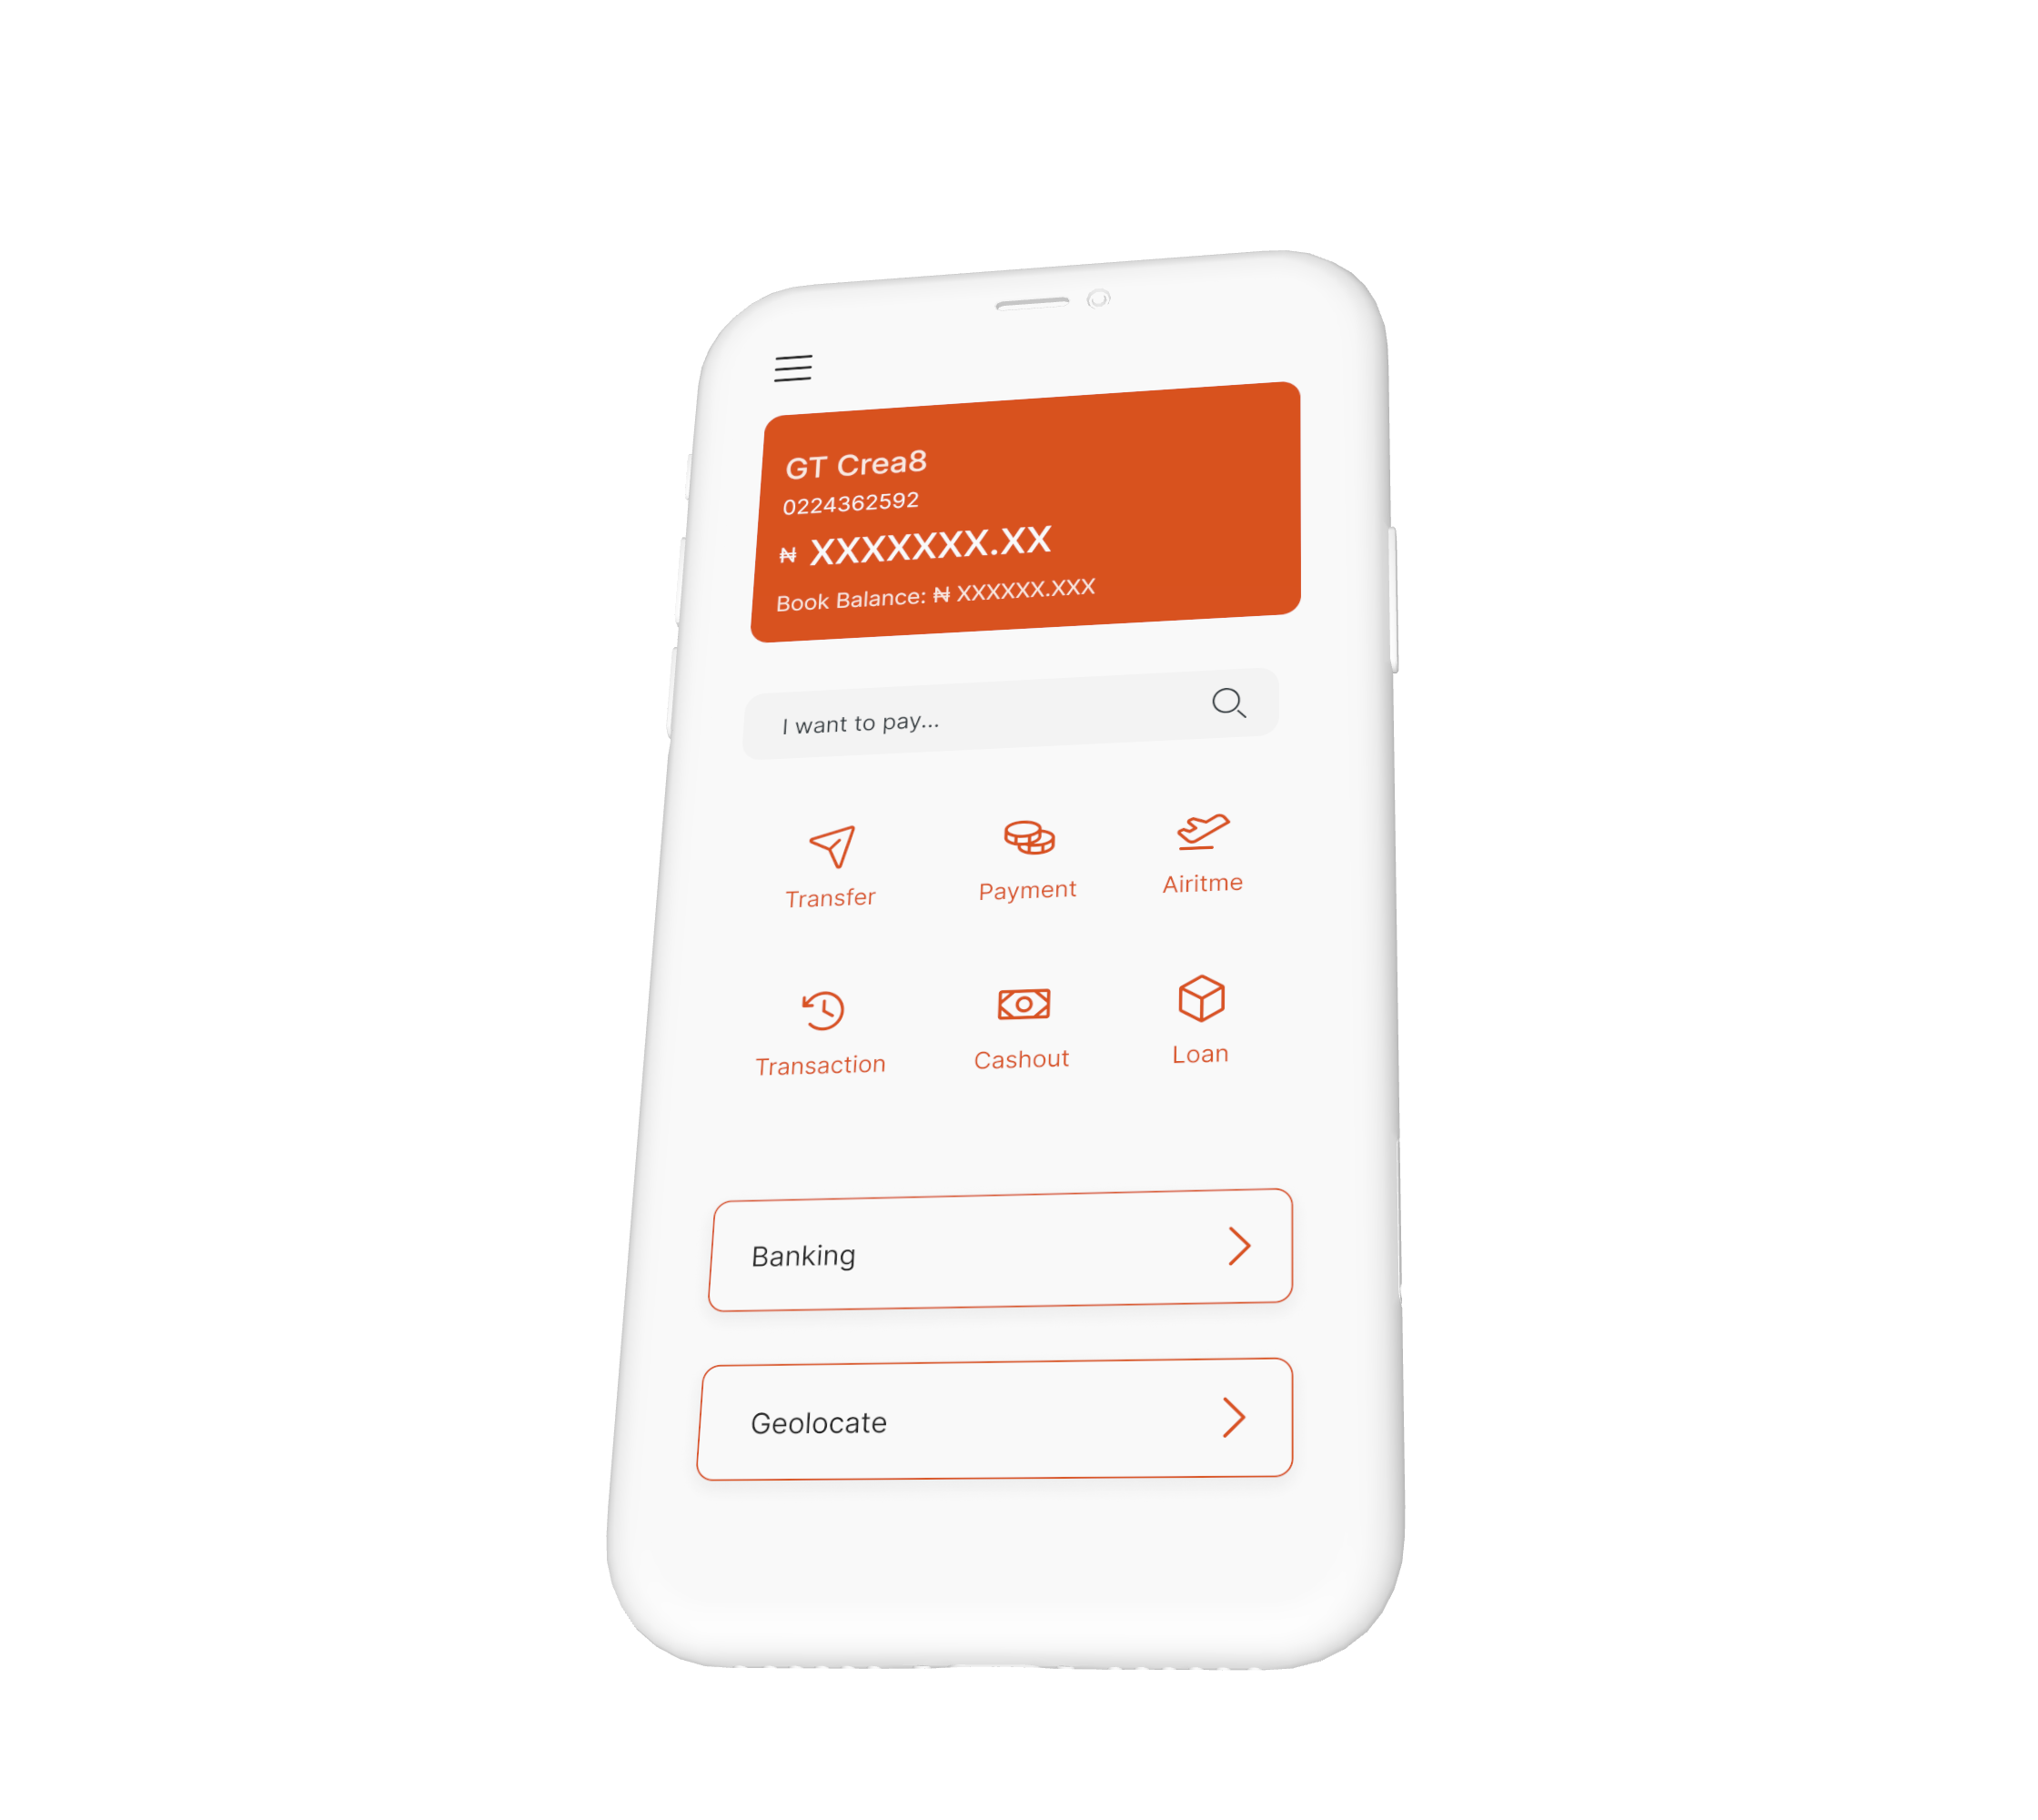 GT Crea8
0224362592
₦ XXXXXXX.XX
Book Balance: ₦ XXXXXX.XXX
I want to pay...
Transfer
Payment
Airitme
Transaction
Cashout
Loan
Banking
Geolocate